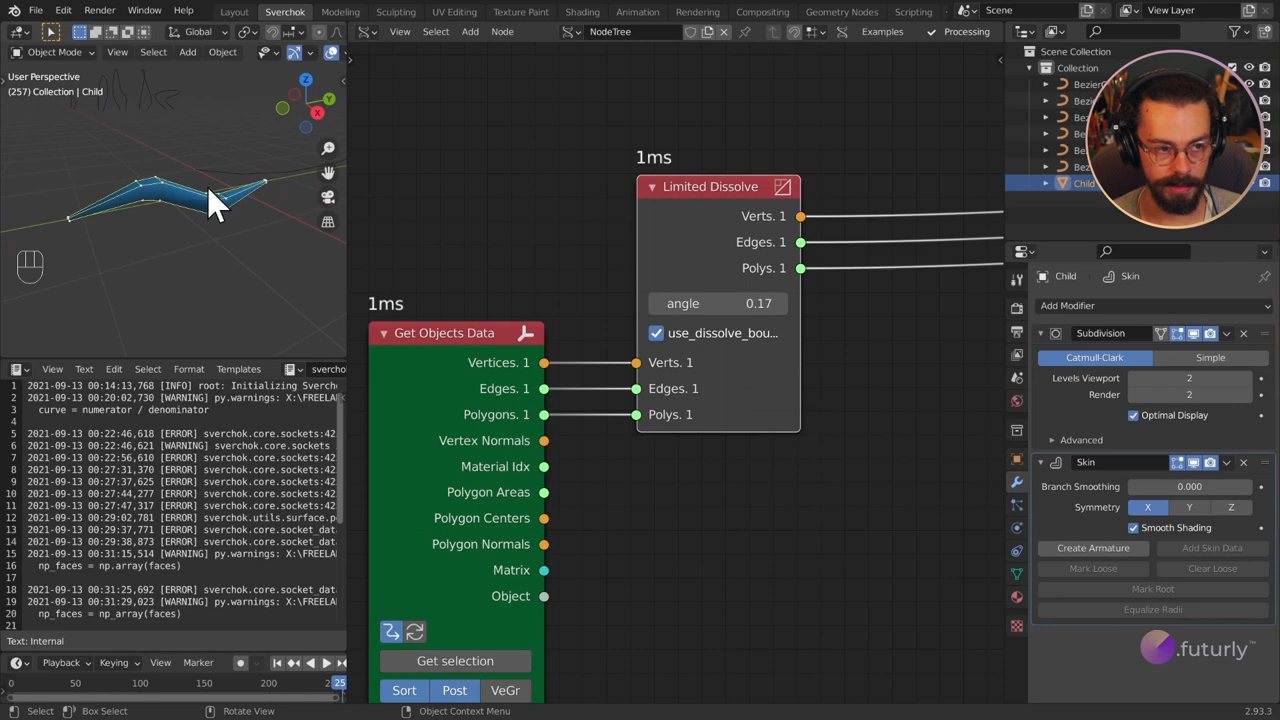 File Edit Render Window Help Layout Sverchok Modeling Sculpting UV Editing Texture Paint Shading Animation Rendering Compositing Geometry Nodes Scripting Scene View Layer
Global View Select Add Node NodeTree Examples Processing
Object Mode View Select Add Object
User Perspective
(257) Collection | Child
Z
Y
X
Scene Collection
Collection
BezierC
Bez
Bez
Bez
Bez
Bez
Child
1ms
Limited Dissolve
Verts. 1
Edges. 1
Polys. 1
angle 0.17
use_dissolve_bou...
Verts. 1
Edges. 1
Polys. 1
1ms
Get Objects Data
Vertices. 1
Edges. 1
Polygons. 1
Vertex Normals
Material Idx
Polygon Areas
Polygon Centers
Polygon Normals
Matrix
Object
Get selection
Sort Post VeGr
Child Skin
Add Modifier
Subdivision
Catmull-Clark Simple
Levels Viewport 2
Render 2
Optimal Display
Advanced
Skin
Branch Smoothing 0.000
Symmetry X Y Z
Smooth Shading
Create Armature Add Skin Data
Mark Loose Clear Loose
Mark Root
Equalize Radii
.futurly™
View Text Edit Select Format Templates sverchok
1 2021-09-13 00:14:13,768 [INFO] root: Initializing Sverch
2 2021-09-13 00:20:02,730 [WARNING] py.warnings: X:\FREELA
3 curve = numerator / denominator
4
5 2021-09-13 00:22:46,618 [ERROR] sverchok.core.sockets:42
6 2021-09-13 00:22:46,621 [WARNING] sverchok.core.sockets
7 2021-09-13 00:22:56,610 [ERROR] sverchok.core.sockets:42
8 2021-09-13 00:27:31,370 [ERROR] sverchok.core.sockets:42
9 2021-09-13 00:27:37,625 [ERROR] sverchok.core.sockets:42
10 2021-09-13 00:27:44,277 [ERROR] sverchok.core.sockets:42
11 2021-09-13 00:27:47,317 [ERROR] sverchok.core.sockets:42
12 2021-09-13 00:29:02,781 [ERROR] sverchok.utils.surface.p
13 2021-09-13 00:29:37,771 [ERROR] sverchok.core.socket_dat
14 2021-09-13 00:29:38,873 [ERROR] sverchok.core.socket_dat
15 2021-09-13 00:31:15,514 [WARNING] py.warnings: X:\FREELA
16 np_faces = np.array(faces)
17
18 2021-09-13 00:31:25,692 [ERROR] sverchok.core.socket_dat
19 2021-09-13 00:31:29,023 [WARNING] py.warnings: X:\FREELA
20 np_faces = np.array(faces)
21
Text: Internal
Playback Keying View Marker
0 50 100 150 200 25
Select Box Select Rotate View Object Context Menu 2.93.3